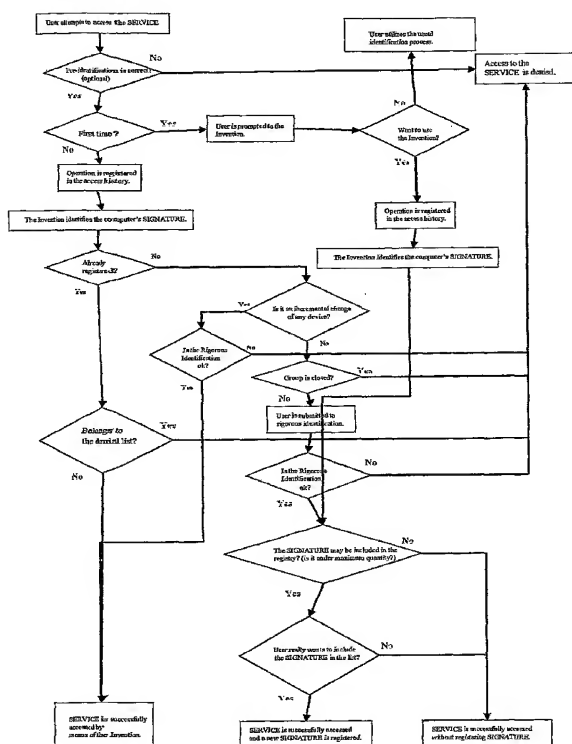 User attempts to access the SERVICE
User utilizes the usual
identification process.
No
Pre-identification is correct?
(optional)
Access to the
SERVICE is denied.
Yes
No
First time?
Yes
User is prompted to the
Invention.
Want to use
the Invention?
No
Yes
Operation is registered
in the access history.
Operation is registered
in the access history.
The Invention identifies the computer's SIGNATURE.
The Invention identifies the computer's SIGNATURE.
Already
registered?
No
Yes
Yes
Is it an incremental change
of any device?
No
Is the Rigorous
Identification
ok?
No
Group is closed?
Yes
Yes
No
User is submitted to
rigorous identification.
Belongs to
the denial list?
Yes
Is the Rigorous
Identification
ok?
No
No
Yes
The SIGNATURE may be included in the
registry? (is it under maximum quantity?)
No
Yes
User really wants to include
the SIGNATURE in the list?
No
Yes
SERVICE is successfully
accessed by
means of the Invention.
SERVICE is successfully accessed
and a new SIGNATURE is registered.
SERVICE is successfully accessed
without registering SIGNATURE.